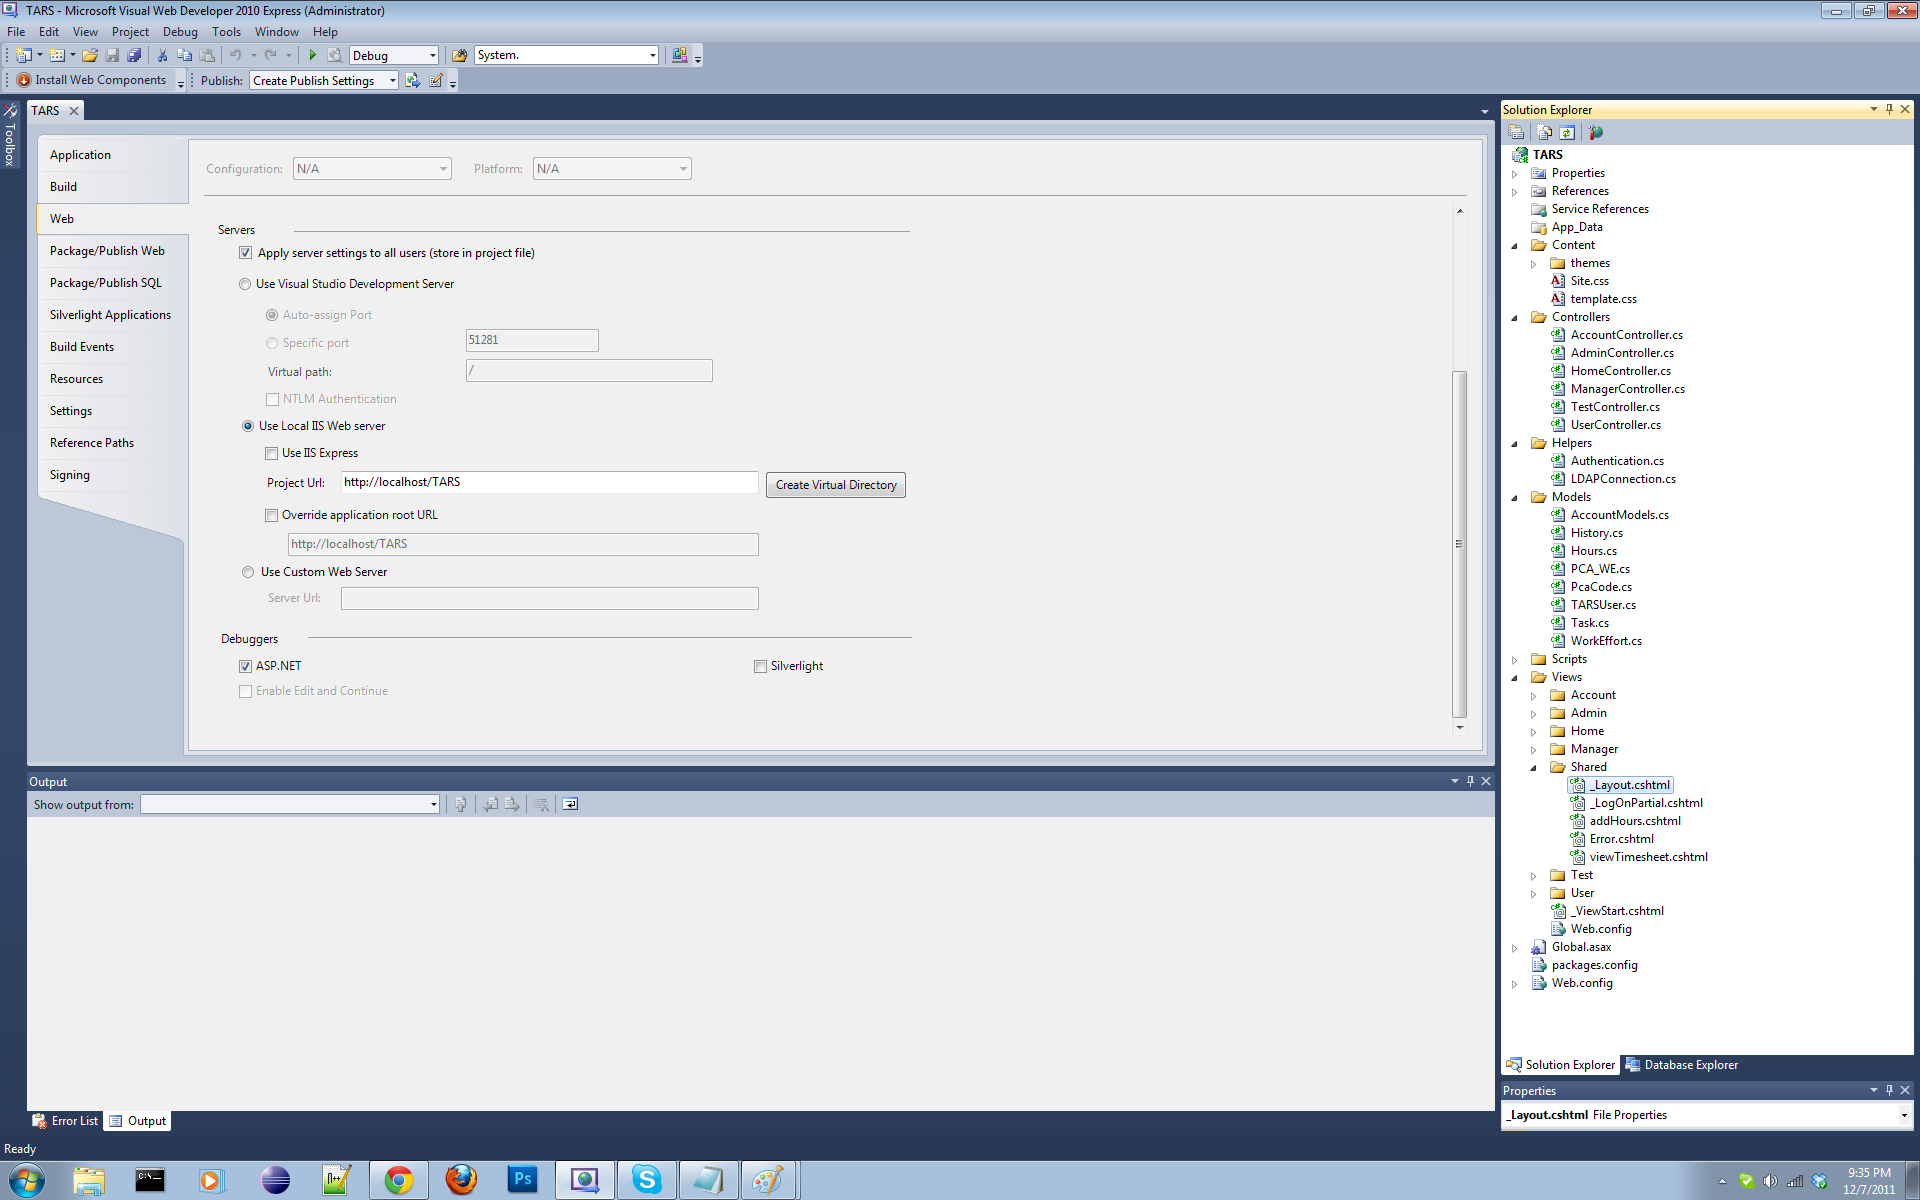 TARS - Microsoft Visual Web Developer 2010 Express (Administrator)
File Edit View Project Debug Tools Window Help
Debug System.
Install Web Components Publish: Create Publish Settings
Toolbox
TARS
Application
Build
Web
Package/Publish Web
Package/Publish SQL
Silverlight Applications
Build Events
Resources
Settings
Reference Paths
Signing
Configuration: N/A Platform: N/A
Servers
Apply server settings to all users (store in project file)
Use Visual Studio Development Server
Auto-assign Port
Specific port 51281
Virtual path: /
NTLM Authentication
Use Local IIS Web server
Use IIS Express
Project Url: http://localhost/TARS Create Virtual Directory
Override application root URL
http://localhost/TARS
Use Custom Web Server
Server Url:
Debuggers
ASP.NET Silverlight
Enable Edit and Continue
Output
Show output from:
Error List Output
Ready
Solution Explorer
TARS
Properties
References
Service References
App_Data
Content
themes
Site.css
template.css
Controllers
AccountController.cs
AdminController.cs
HomeController.cs
ManagerController.cs
TestController.cs
UserController.cs
Helpers
Authentication.cs
LDAPConnection.cs
Models
AccountModels.cs
History.cs
Hours.cs
PCA_WE.cs
PcaCode.cs
TARSUser.cs
Task.cs
WorkEffort.cs
Scripts
Views
Account
Admin
Home
Manager
Shared
_Layout.cshtml
_LogOnPartial.cshtml
addHours.cshtml
Error.cshtml
viewTimesheet.cshtml
Test
User
_ViewStart.cshtml
Web.config
Global.asax
packages.config
Web.config
Solution Explorer Database Explorer
Properties
_Layout.cshtml File Properties
C:\_
Ps
9:35 PM
12/7/2011